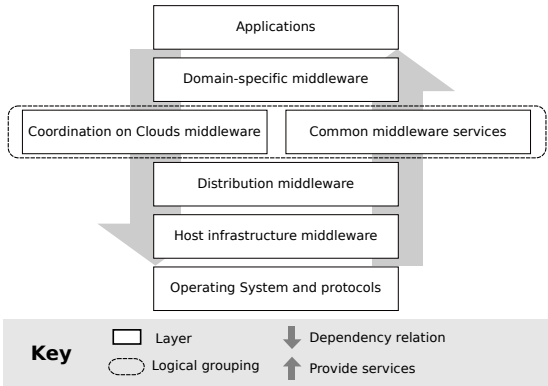 Applications
Domain-specific middleware
Coordination on Clouds middleware
Common middleware services
Distribution middleware
Host infrastructure middleware
Operating System and protocols
Key
Layer
Dependency relation
Logical grouping
Provide services